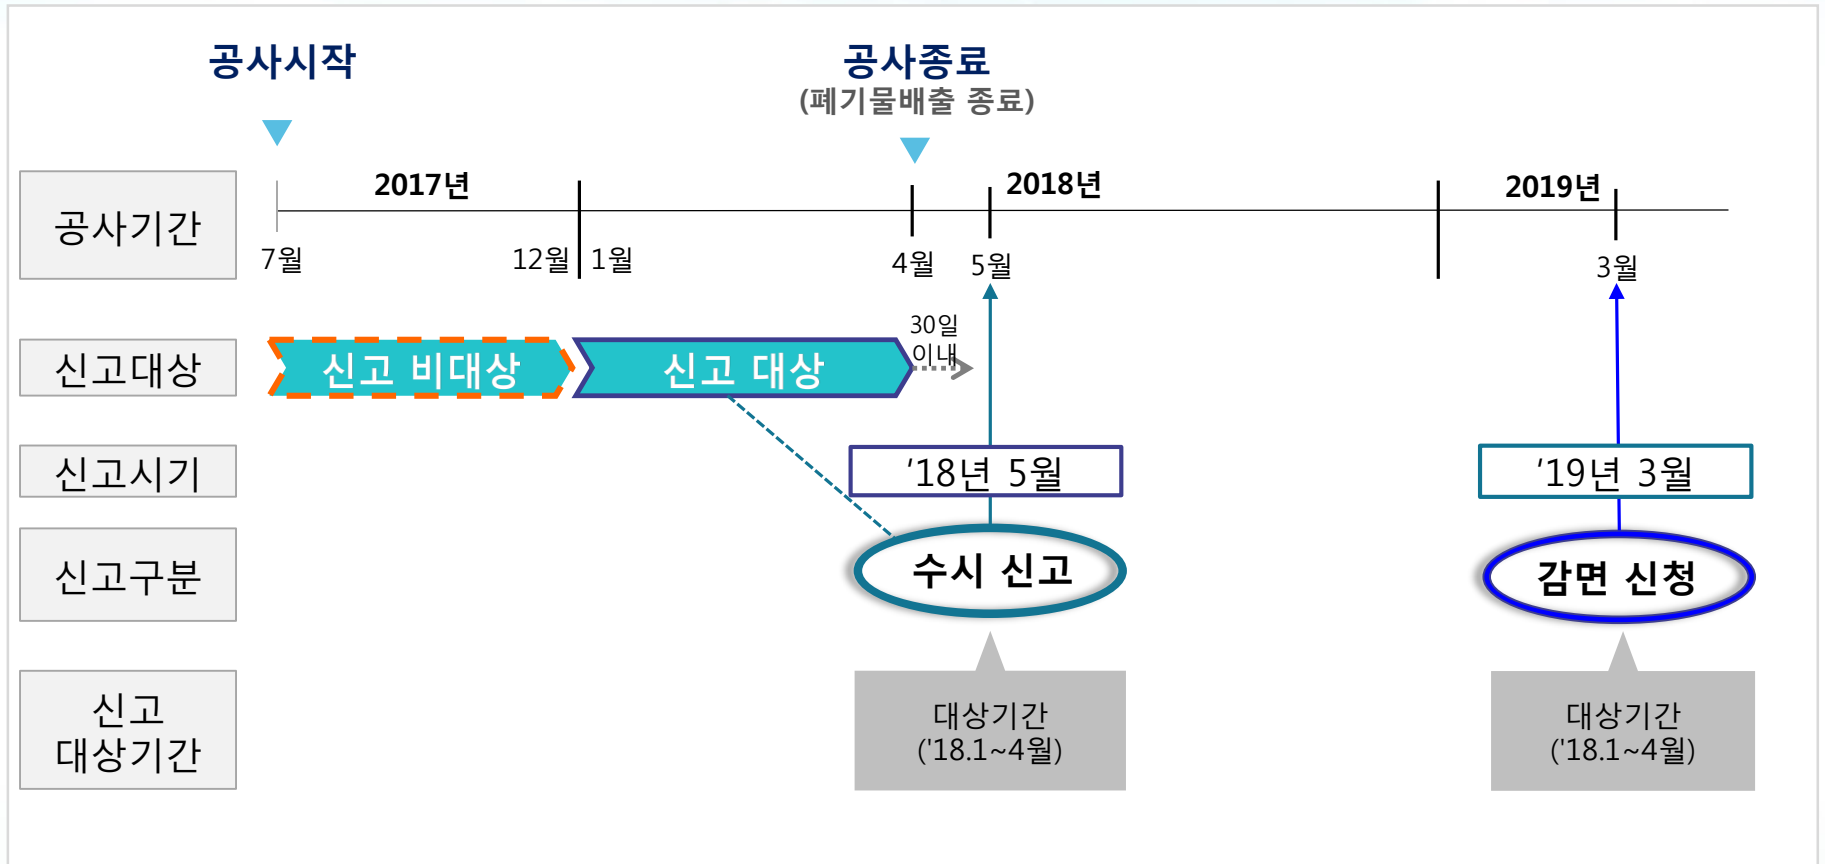 공사시작
공사종료
(폐기물배출 종료)
공사기간
2017년
2018년
2019년
7월
12월
1월
4월
5월
3월
신고대상
신고 비대상
신고 대상
30일
이내
신고시기
‘18년 5월
‘19년 3월
신고구분
수시 신고
감면 신청
신고
대상기간
대상기간
('18.1~4월)
대상기간
('18.1~4월)